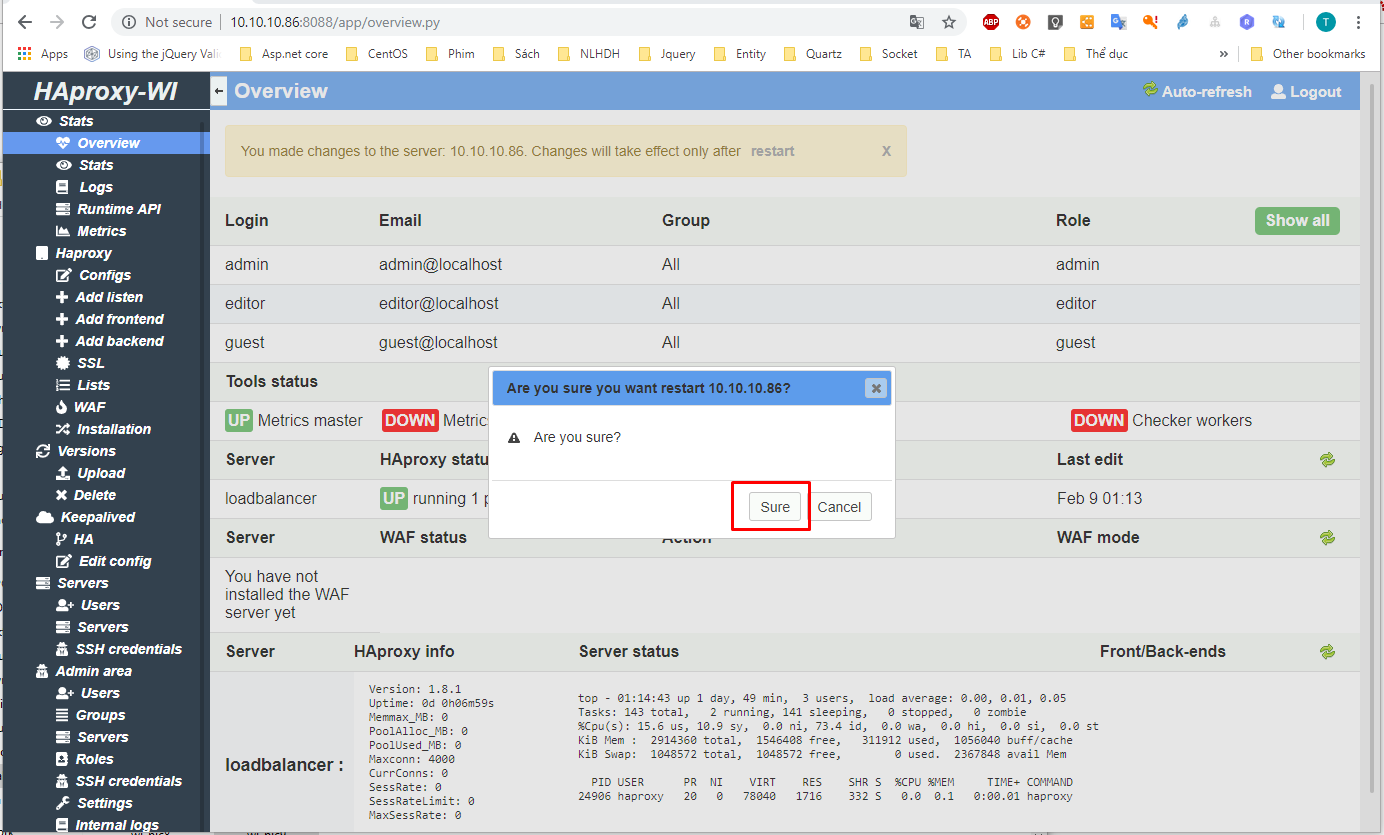 Not secure | 10.10.10.86:8088/app/overview.py
ABP
T
Apps Using the jQuery Vali Asp.net core CentOS Phim Sách NLHDH Jquery Entity Quartz Socket TA Lib C# Thể dục » Other bookmarks
HAproxy-WI
Overview
Auto-refresh Logout
Stats
Overview
Stats
Logs
Runtime API
Metrics
Haproxy
Configs
Add listen
Add frontend
Add backend
SSL
Lists
WAF
Installation
Versions
Upload
Delete
Keepalived
HA
Edit config
Servers
Users
Servers
SSH credentials
Admin area
Users
Groups
Servers
Roles
SSH credentials
Settings
Internal logs
You made changes to the server: 10.10.10.86. Changes will take effect only after restart X
Login Email Group Role Show all
admin admin@localhost All admin
editor editor@localhost All editor
guest guest@localhost All guest
Tools status
UP Metrics master DOWN Metric DOWN Checker workers
Server HAproxy statu Last edit
loadbalancer UP running 1 p Feb 9 01:13
Server WAF status Action WAF mode
You have not
installed the WAF
server yet
Are you sure you want restart 10.10.10.86?
Are you sure?
Sure Cancel
Server HAproxy info Server status Front/Back-ends
loadbalancer :
Version: 1.8.1
Uptime: 0d 0h06m59s
Memmax_MB: 0
PoolAlloc_MB: 0
PoolUsed_MB: 0
Maxconn: 4000
CurrConns: 0
SessRate: 0
SessRateLimit: 0
MaxSessRate: 0
top - 01:14:43 up 1 day, 49 min, 3 users, load average: 0.00, 0.01, 0.05
Tasks: 143 total, 2 running, 141 sleeping, 0 stopped, 0 zombie
%Cpu(s): 15.6 us, 10.9 sy, 0.0 ni, 73.4 id, 0.0 wa, 0.0 hi, 0.0 si, 0.0 st
KiB Mem : 2914360 total, 1546408 free, 311912 used, 1056040 buff/cache
KiB Swap: 1048572 total, 1048572 free, 0 used. 2367848 avail Mem
PID USER PR NI VIRT RES SHR S %CPU %MEM TIME+ COMMAND
24906 haproxy 20 0 78040 1716 332 S 0.0 0.1 0:00.01 haproxy